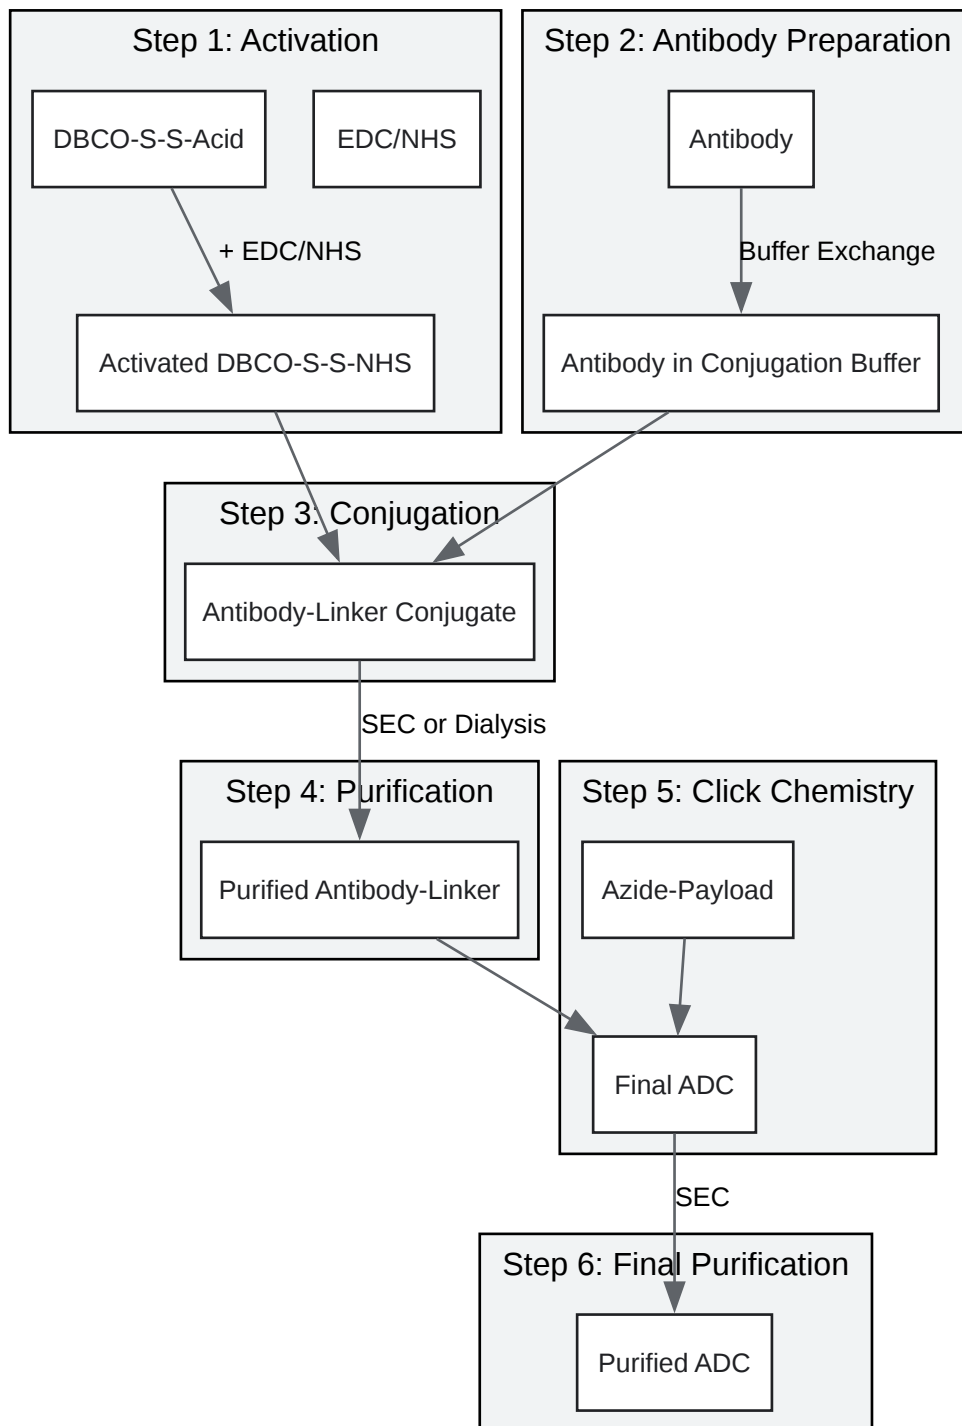 Step 1: Activation
DBCO-S-S-Acid
EDC/NHS
+ EDC/NHS
Activated DBCO-S-S-NHS
Step 2: Antibody Preparation
Antibody
Buffer Exchange
Antibody in Conjugation Buffer
Step 3: Conjugation
Antibody-Linker Conjugate
SEC or Dialysis
Step 4: Purification
Purified Antibody-Linker
Step 5: Click Chemistry
Azide-Payload
Final ADC
SEC
Step 6: Final Purification
Purified ADC